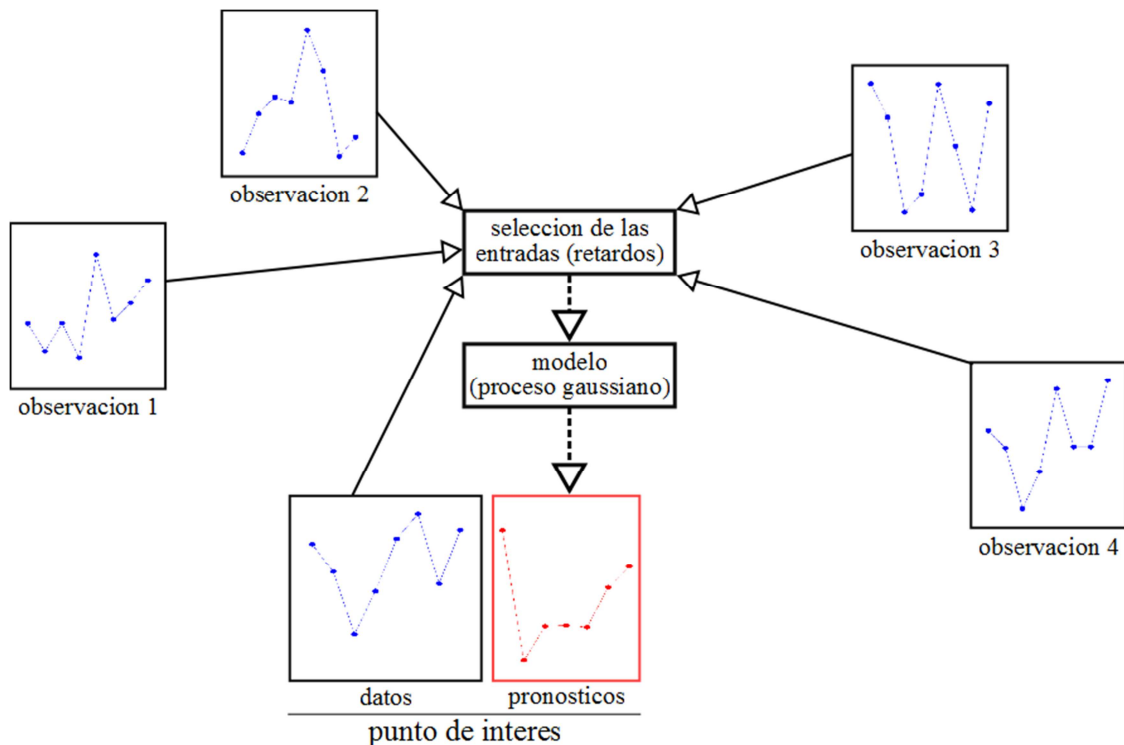 observacion 2
observacion 3
observacion 1
seleccion de las
entradas (retardos)
modelo
(proceso gaussiano)
observacion 4
datos
pronosticos
punto de interes